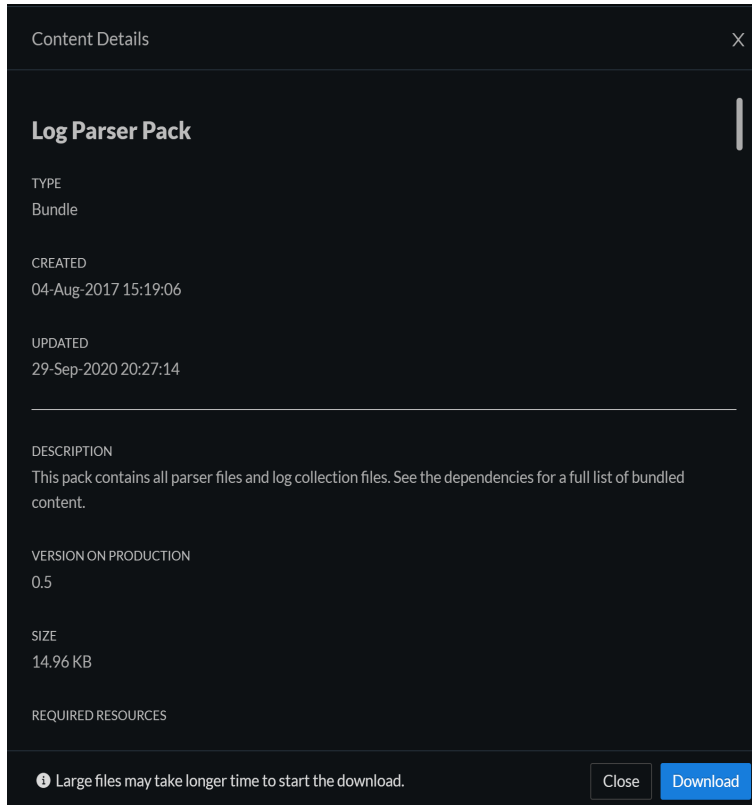 Content Details
X
Log Parser Pack
TYPE
Bundle
CREATED
04-Aug-2017 15:19:06
UPDATED
29-Sep-2020 20:27:14
DESCRIPTION
This pack contains all parser files and log collection files. See the dependencies for a full list of bundled
content.
VERSION ON PRODUCTION
0.5
SIZE
14.96 KB
REQUIRED RESOURCES
Large files may take longer time to start the download.
Close
Download